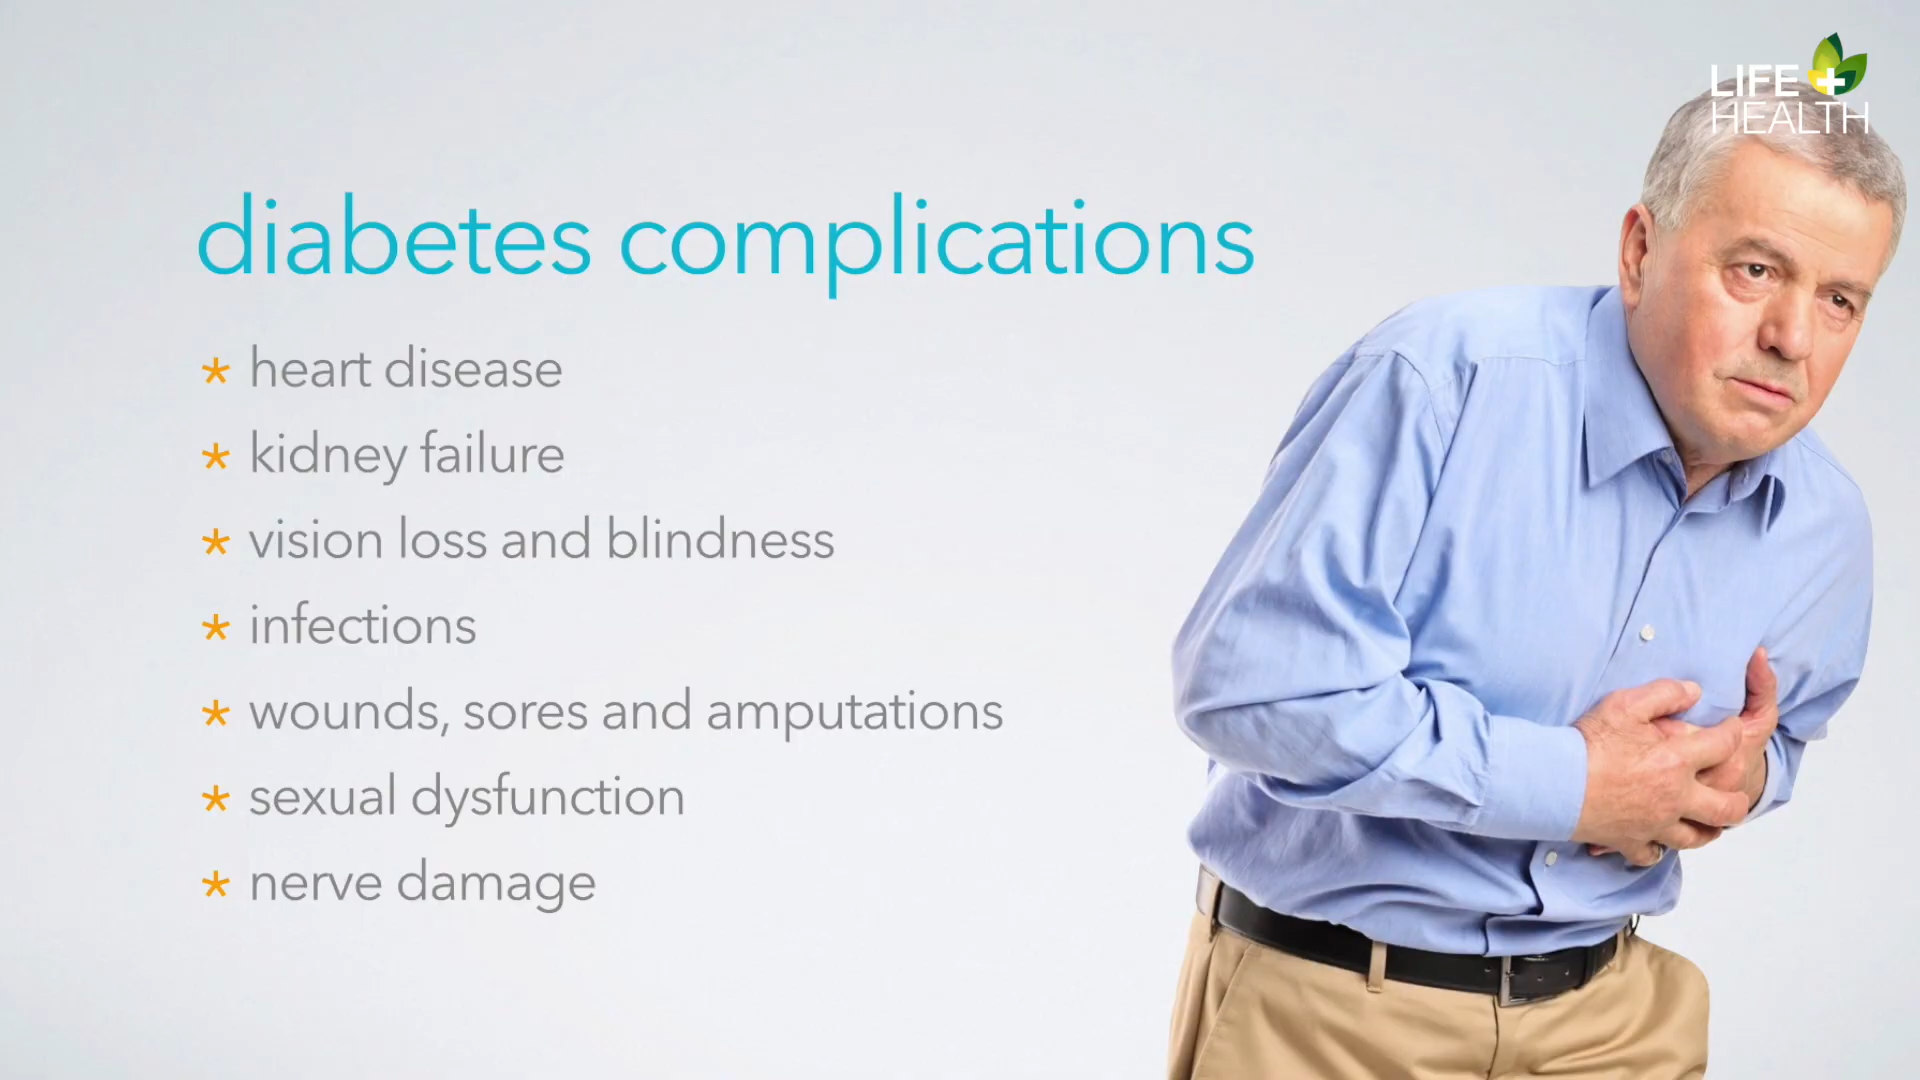 LIFE +
HEALTH
diabetes complications
* heart disease
* kidney failure
* vision loss and blindness
* infections
* wounds, sores and amputations
* sexual dysfunction
* nerve damage